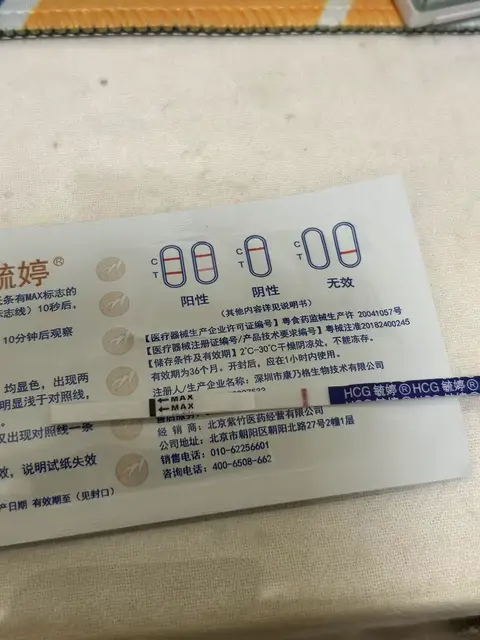 毓婷®
条有MAX标志的
标志线）10秒后，
10分钟后观察
均显色，出现两
明显浅于对照线，
仅出现对照线一条
效，说明试纸失效
产日期 有效期至（见封口）
C
T
阳性
C
T
阴性
C
T
无效
（其他内容详见说明书）
【医疗器械生产企业许可证编号】粤食药监械生产许 20041057号
【医疗器械注册证编号/产品技术要求编号】粤械注准20182400245
【储存条件及有效期】2°C-30°C干燥阴凉处，不能冻存。
有效期为36个月，开封后，应在1小时内使用。
注册人/生产企业名称：深圳市康乃格生物技术有限公司
MAX
MAX
HCG 毓婷® HCG 毓婷®
经 销 商：北京紫竹医药经营有限公司
公司地址：北京市朝阳区朝阳北路27号2幢1层
销售电话：010-62256601
咨询电话：400-6508-662